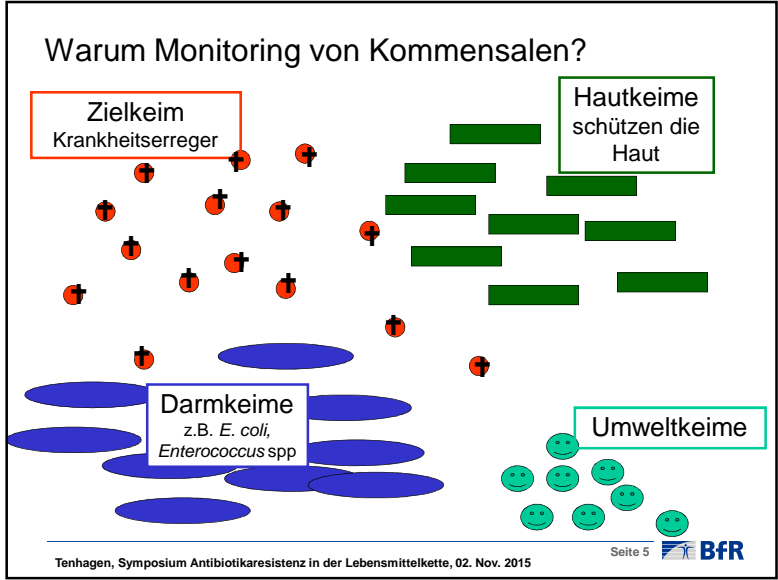 Warum Monitoring von Kommensalen?
Zielkeim
Krankheitserreger
Hautkeime
schützen die
Haut
Darmkeime
z.B. E. coli,
Enterococcus spp
Umweltkeime
Seite 5
BfR
Tenhagen, Symposium Antibiotikaresistenz in der Lebensmittelkette, 02. Nov. 2015